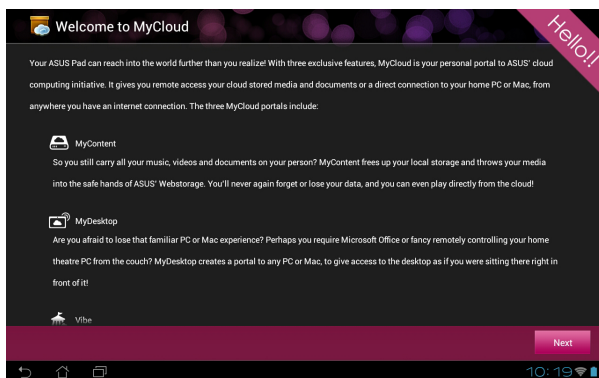 Welcome to MyCloud
Hello!!
Your ASUS Pad can reach into the world further than you realize! With three exclusive features, MyCloud is your personal portal to ASUS' cloud
computing initiative. It gives you remote access your cloud stored media and documents or a direct connection to your home PC or Mac, from
anywhere you have an internet connection. The three MyCloud portals include:
MyContent
So you still carry all your music, videos and documents on your person? MyContent frees up your local storage and throws your media
into the safe hands of ASUS' Webstorage. You'll never again forget or lose your data, and you can even play directly from the cloud!
MyDesktop
Are you afraid to lose that familiar PC or Mac experience? Perhaps you require Microsoft Office or fancy remotely controlling your home
theatre PC from the couch? MyDesktop creates a portal to any PC or Mac, to give access to the desktop as if you were sitting there right in
front of it!
Vibe
Next
10:19